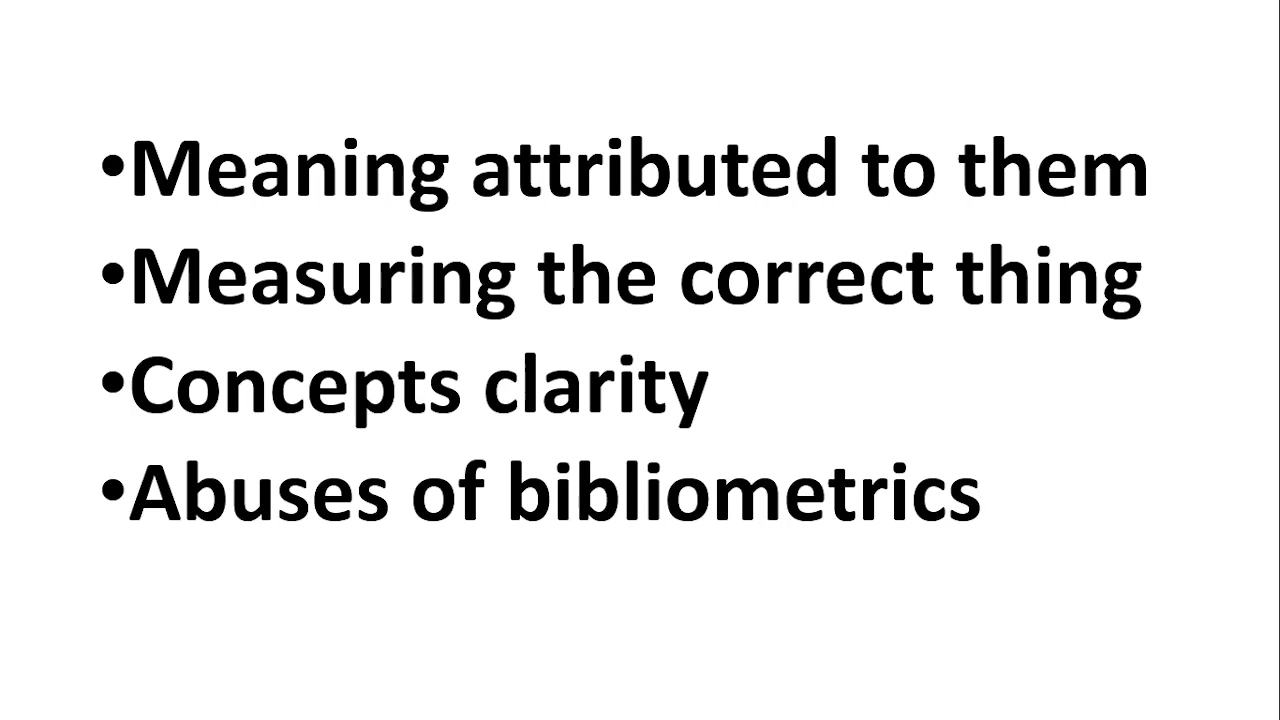 •Meaning attributed to them
•Measuring the correct thing
•Concepts clarity
•Abuses of bibliometrics